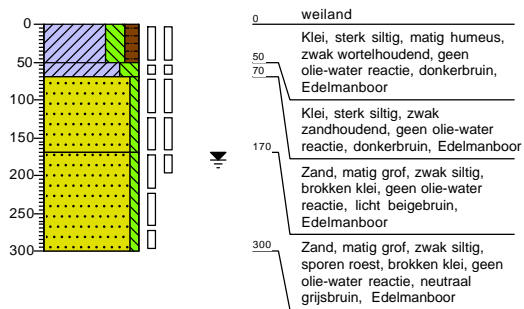 0
50
100
150
200
250
300
0
weiland
Klei, sterk siltig, matig humeus,
zwak wortelhoudend, geen
olie-water reactie, donkerbruin,
Edelmanboor
50
Klei, sterk siltig, zwak
zandhoudend, geen olie-water
reactie, donkerbruin, Edelmanboor
70
Zand, matig grof, zwak siltig,
brokken klei, geen olie-water
reactie, licht beigebruin,
Edelmanboor
170
Zand, matig grof, zwak siltig,
sporen roest, brokken klei, geen
olie-water reactie, neutraal
grijsbruin, Edelmanboor
300